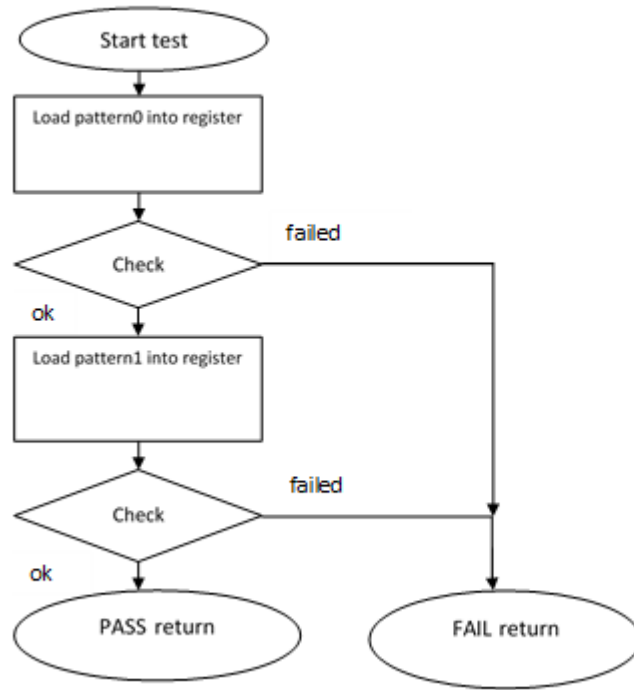 Start test
Load pattern0 into register
Check
failed
ok
Load pattern1 into register
Check
failed
ok
PASS return
FAIL return